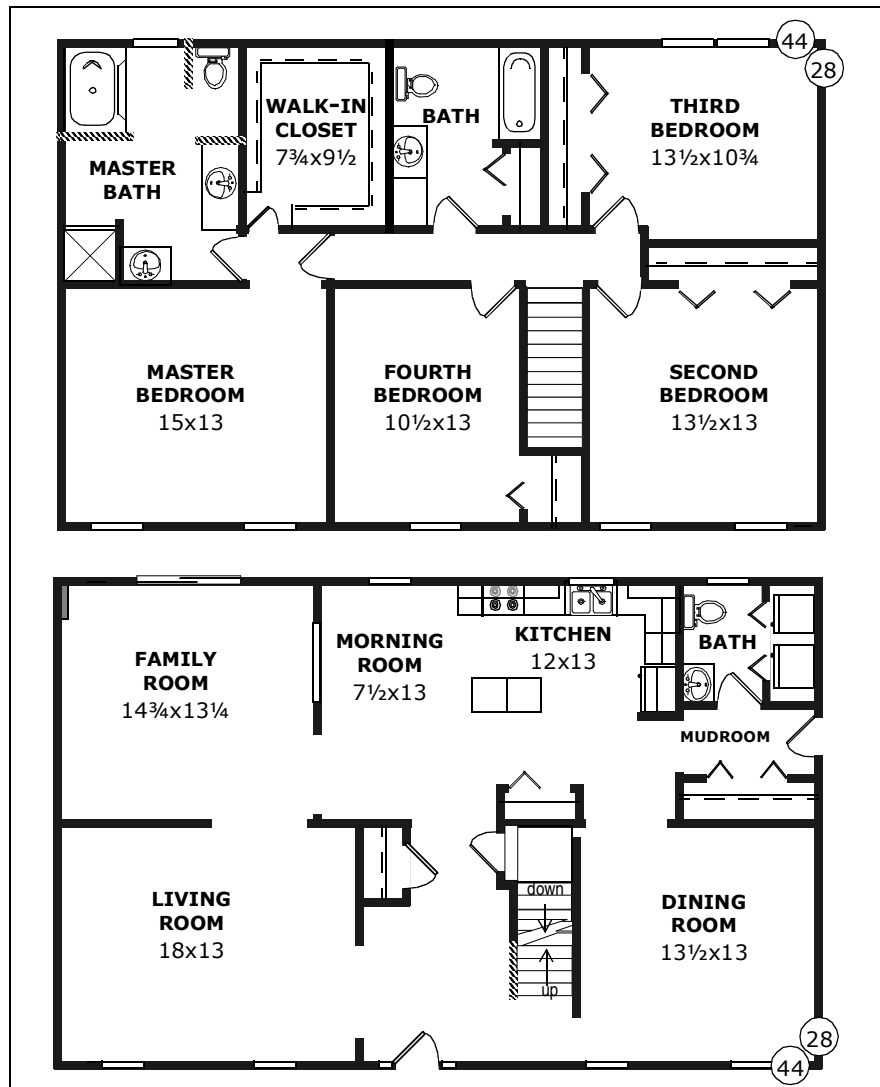 44
28
WALK-IN
CLOSET
7¾x9½
BATH
THIRD
BEDROOM
13½x10¾
MASTER
BATH
MASTER
BEDROOM
15x13
FOURTH
BEDROOM
10½x13
SECOND
BEDROOM
13½x13
FAMILY
ROOM
14¾x13¼
MORNING
ROOM
7½x13
KITCHEN
12x13
BATH
MUDROOM
LIVING
ROOM
18x13
down
up
DINING
ROOM
13½x13
28
44